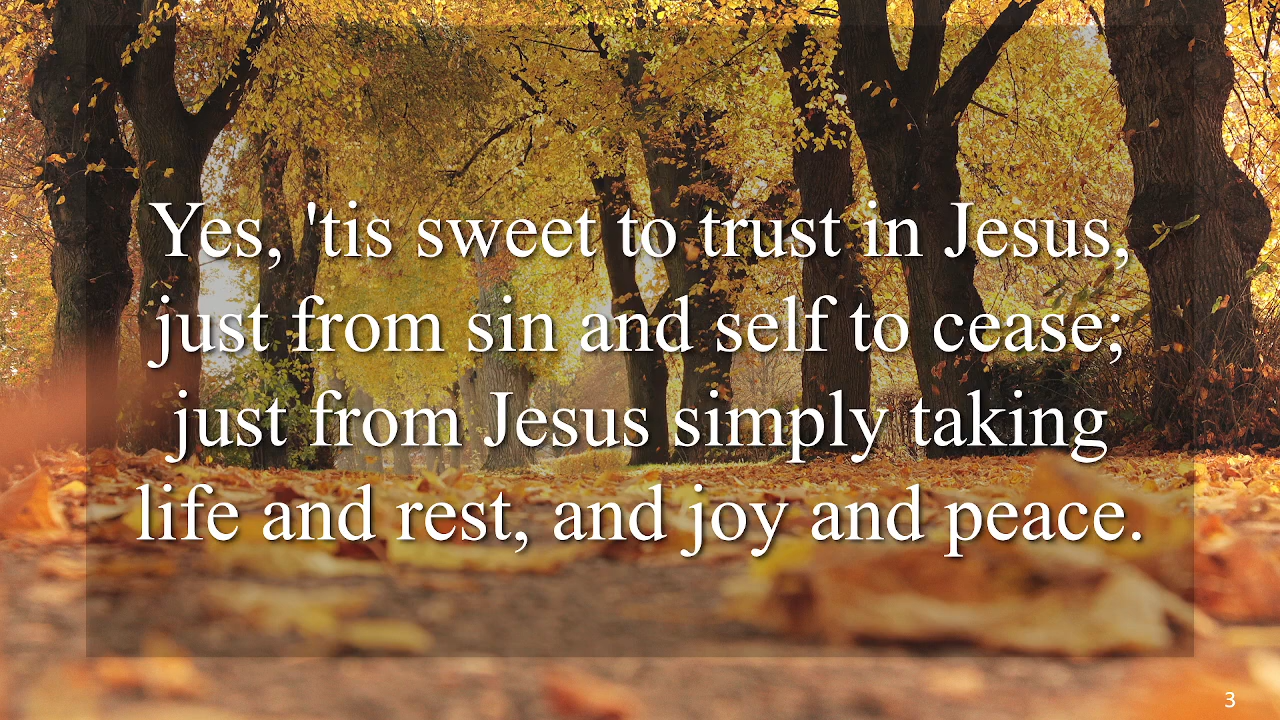 Yes, 'tis sweet to trust in Jesus,
just from sin and self to cease;
just from Jesus simply taking
life and rest, and joy and peace.
3